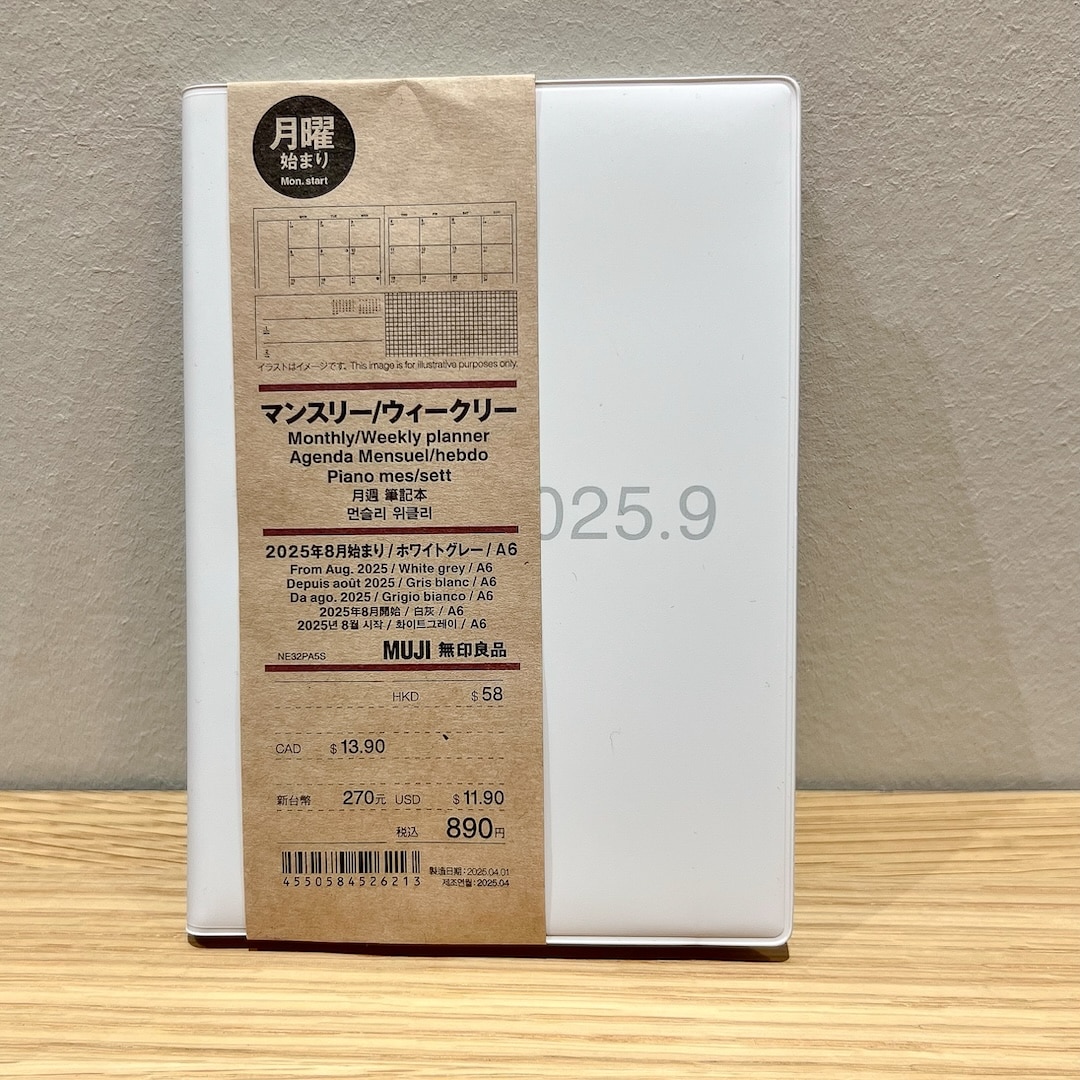 月曜
始まり
Mon. start
イラストはイメージです。This image is for illustrative purposes only.
マンスリー/ウィークリー
Monthly/Weekly planner
Agenda Mensuel/hebdo
Piano mes/sett
月週 筆記本
먼슬리 위클리
2025年8月始まり/ホワイトグレー/A6
From Aug. 2025 / White grey / A6
Depuis août 2025 / Gris blanc / A6
Da ago. 2025 / Grigio bianco / A6
2025年8月開始 / 白灰 / A6
2025년 8월 시작 / 화이트그레이 / A6
NE32PA5S MUJI 無印良品
HKD $58
CAD $13.90
新台幣 270元 USD $11.90
税込 890円
4550584526213
製造日期:2025.04.01
제조연월:2025.04
025.9